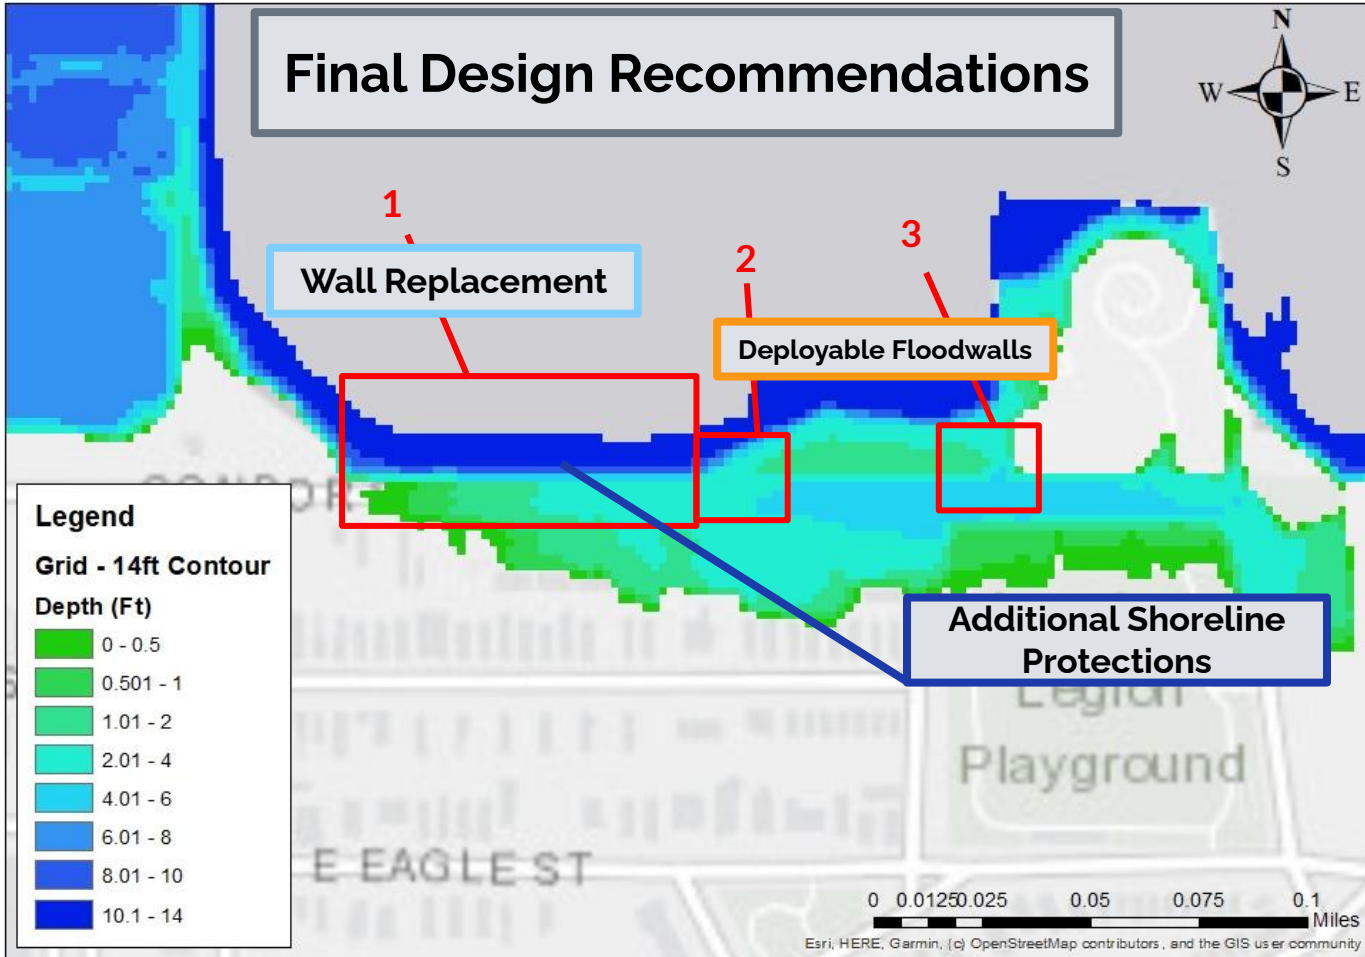 Final Design Recommendations
N
W E
S
1
2
3
Wall Replacement
Deployable Floodwalls
CONDOR
Legend
Grid - 14ft Contour
Depth (Ft)
0 - 0.5
0.501 - 1
1.01 - 2
2.01 - 4
4.01 - 6
6.01 - 8
8.01 - 10
10.1 - 14
Additional Shoreline
Protections
Legion
Playground
E EAGLE ST
0 0.0125 0.025 0.05 0.075 0.1
Miles
Esri, HERE, Garmin, (c) OpenStreetMap contributors, and the GIS user community